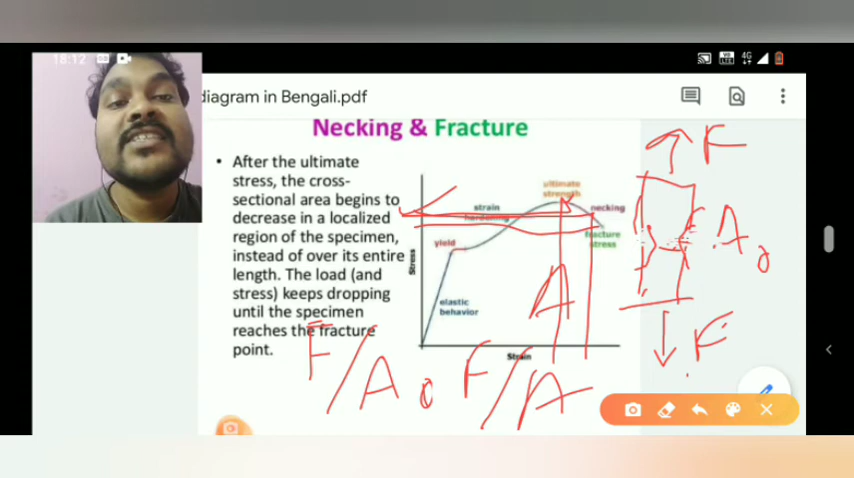 18:12
4G
diagram in Bengali.pdf
Necking & Fracture
• After the ultimate
stress, the cross-
sectional area begins to
decrease in a localized
region of the specimen,
instead of over its entire
length. The load (and
stress) keeps dropping
until the specimen
reaches the fracture
point.
ultimate
strength
strain
hardening
necking
fracture
stress
yield
elastic
behavior
Stress
Strain
F
A0
F
A
F/A0
F/A